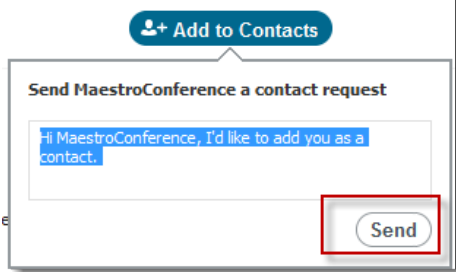 Add to Contacts
Send MaestroConference a contact request
Hi MaestroConference, I'd like to add you as a
contact.
e
Send